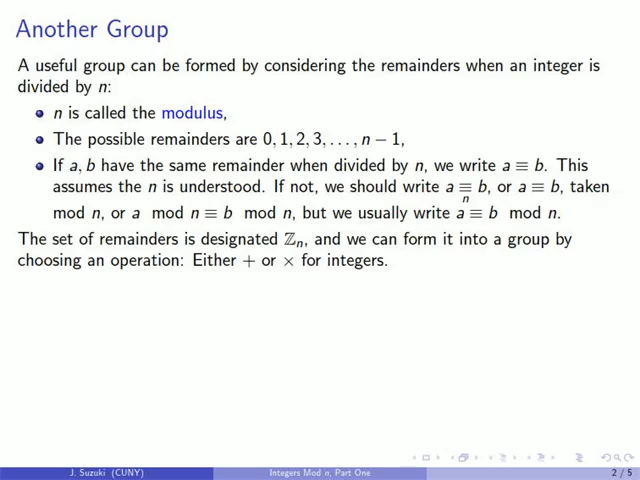 Another Group
A useful group can be formed by considering the remainders when an integer is
divided by n:
n is called the modulus,
The possible remainders are 0, 1, 2, 3, . . . , n − 1,
If a, b have the same remainder when divided by n, we write a ≡ b. This
assumes the n is understood. If not, we should write a ≡ b, or a ≡ b, taken
n
mod n, or a mod n ≡ b mod n, but we usually write a ≡ b mod n.
The set of remainders is designated ℤₙ, and we can form it into a group by
choosing an operation: Either + or × for integers.
J. Suzuki (CUNY) Integers Mod n, Part One 2 / 5